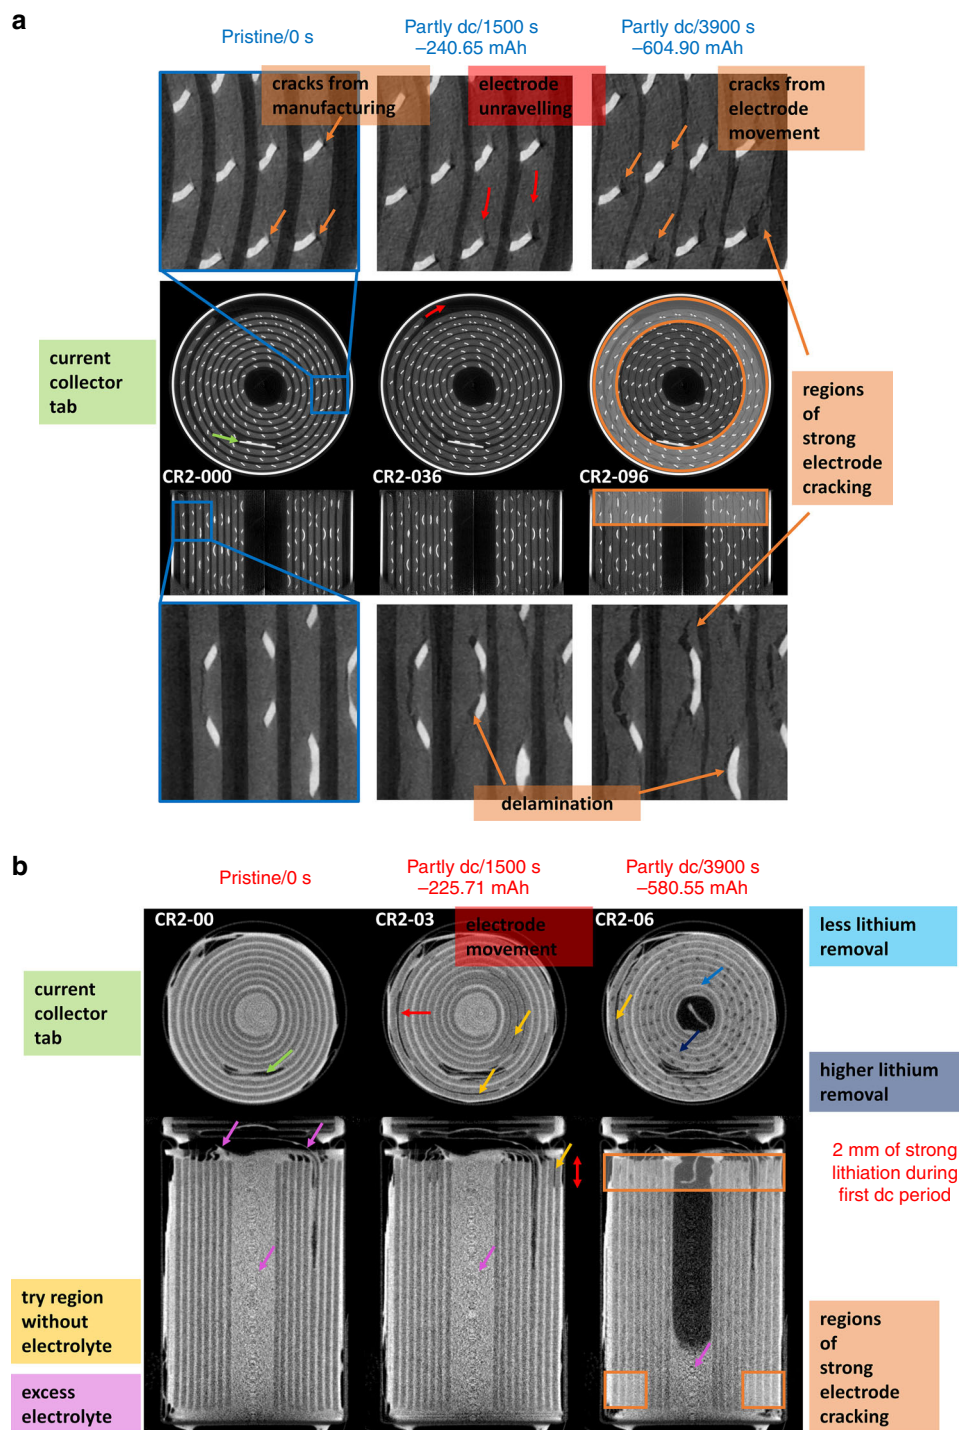 a
Pristine/0 s
Partly dc/1500 s
–240.65 mAh
Partly dc/3900 s
–604.90 mAh
cracks from
manufacturing
electrode
unravelling
cracks from
electrode
movement
current
collector
tab
regions
of
strong
electrode
cracking
CR2-000
CR2-036
CR2-096
delamination
b
Pristine/0 s
Partly dc/1500 s
–225.71 mAh
Partly dc/3900 s
–580.55 mAh
CR2-00
CR2-03
CR2-06
electrode
movement
less lithium
removal
current
collector
tab
higher lithium
removal
2 mm of strong
lithiation during
first dc period
try region
without
electrolyte
excess
electrolyte
regions
of
strong
electrode
cracking